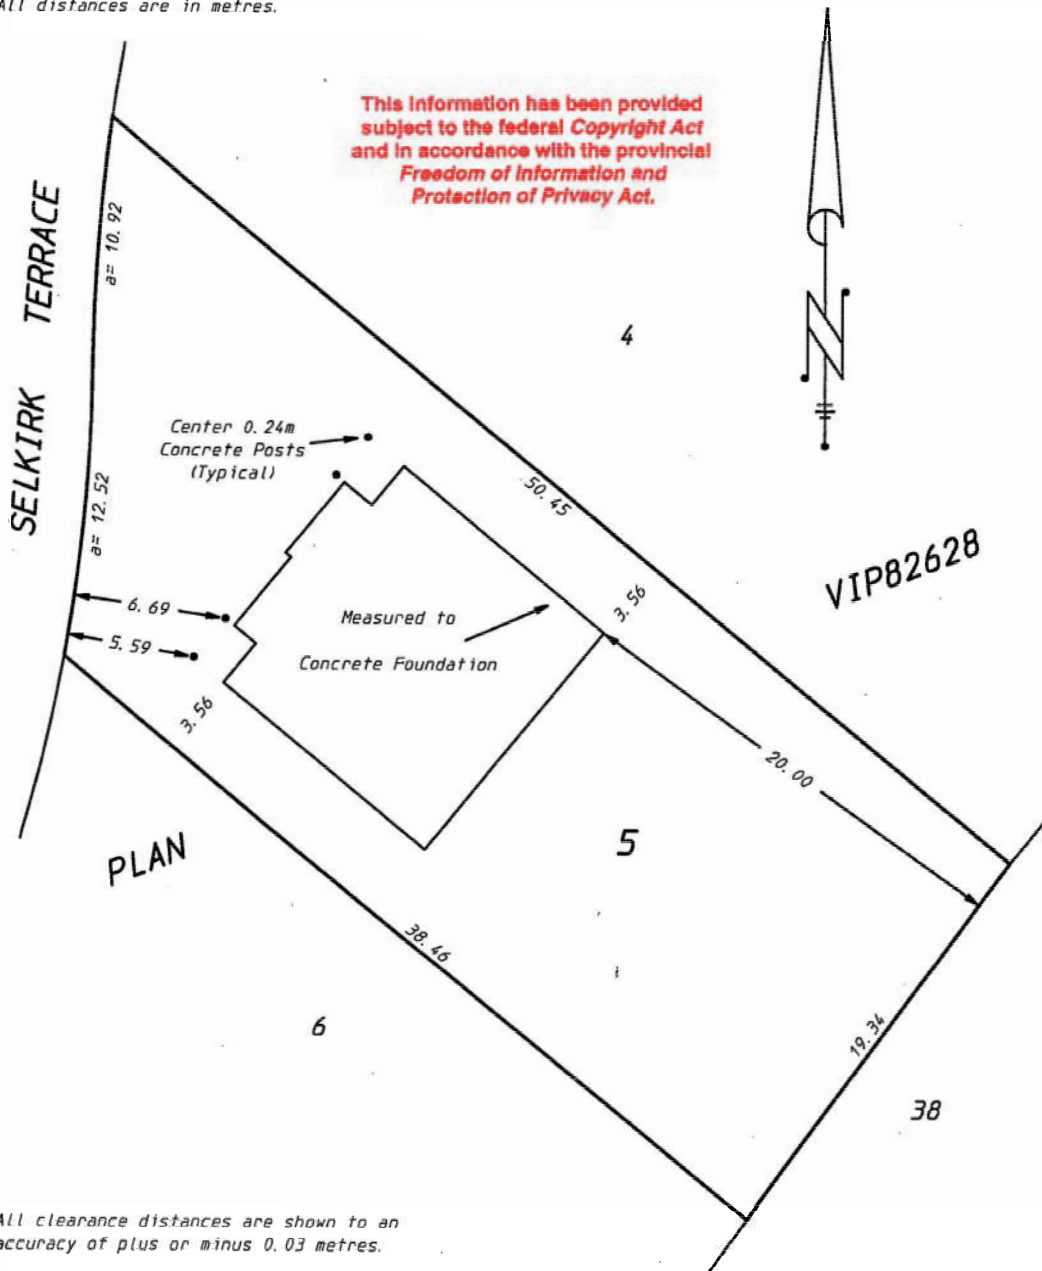 All distances are in metres.
This information has been provided
subject to the federal Copyright Act
and in accordance with the provincial
Freedom of Information and
Protection of Privacy Act.
SELKIRK TERRACE
a= 10.92
a= 12.52
4
Center 0.24m
Concrete Posts
(Typical)
50.45
VIP82628
6.69
5.59
Measured to
Concrete Foundation
3.56
3.56
20.00
5
PLAN
38.46
6
19.34
38
N
All clearance distances are shown to an
accuracy of plus or minus 0.03 metres.